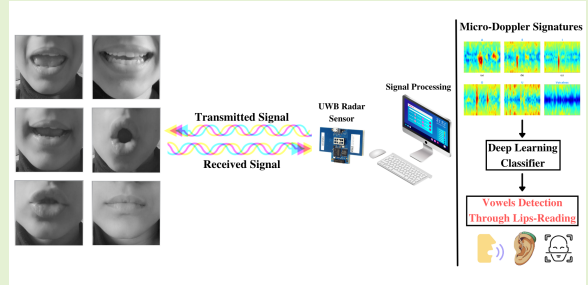 Micro-Doppler Signatures
Signal Processing
UWB Radar
Sensor
Transmitted Signal
Received Signal
Deep Learning
Classifier
Vowels Detection
Through Lips-Reading